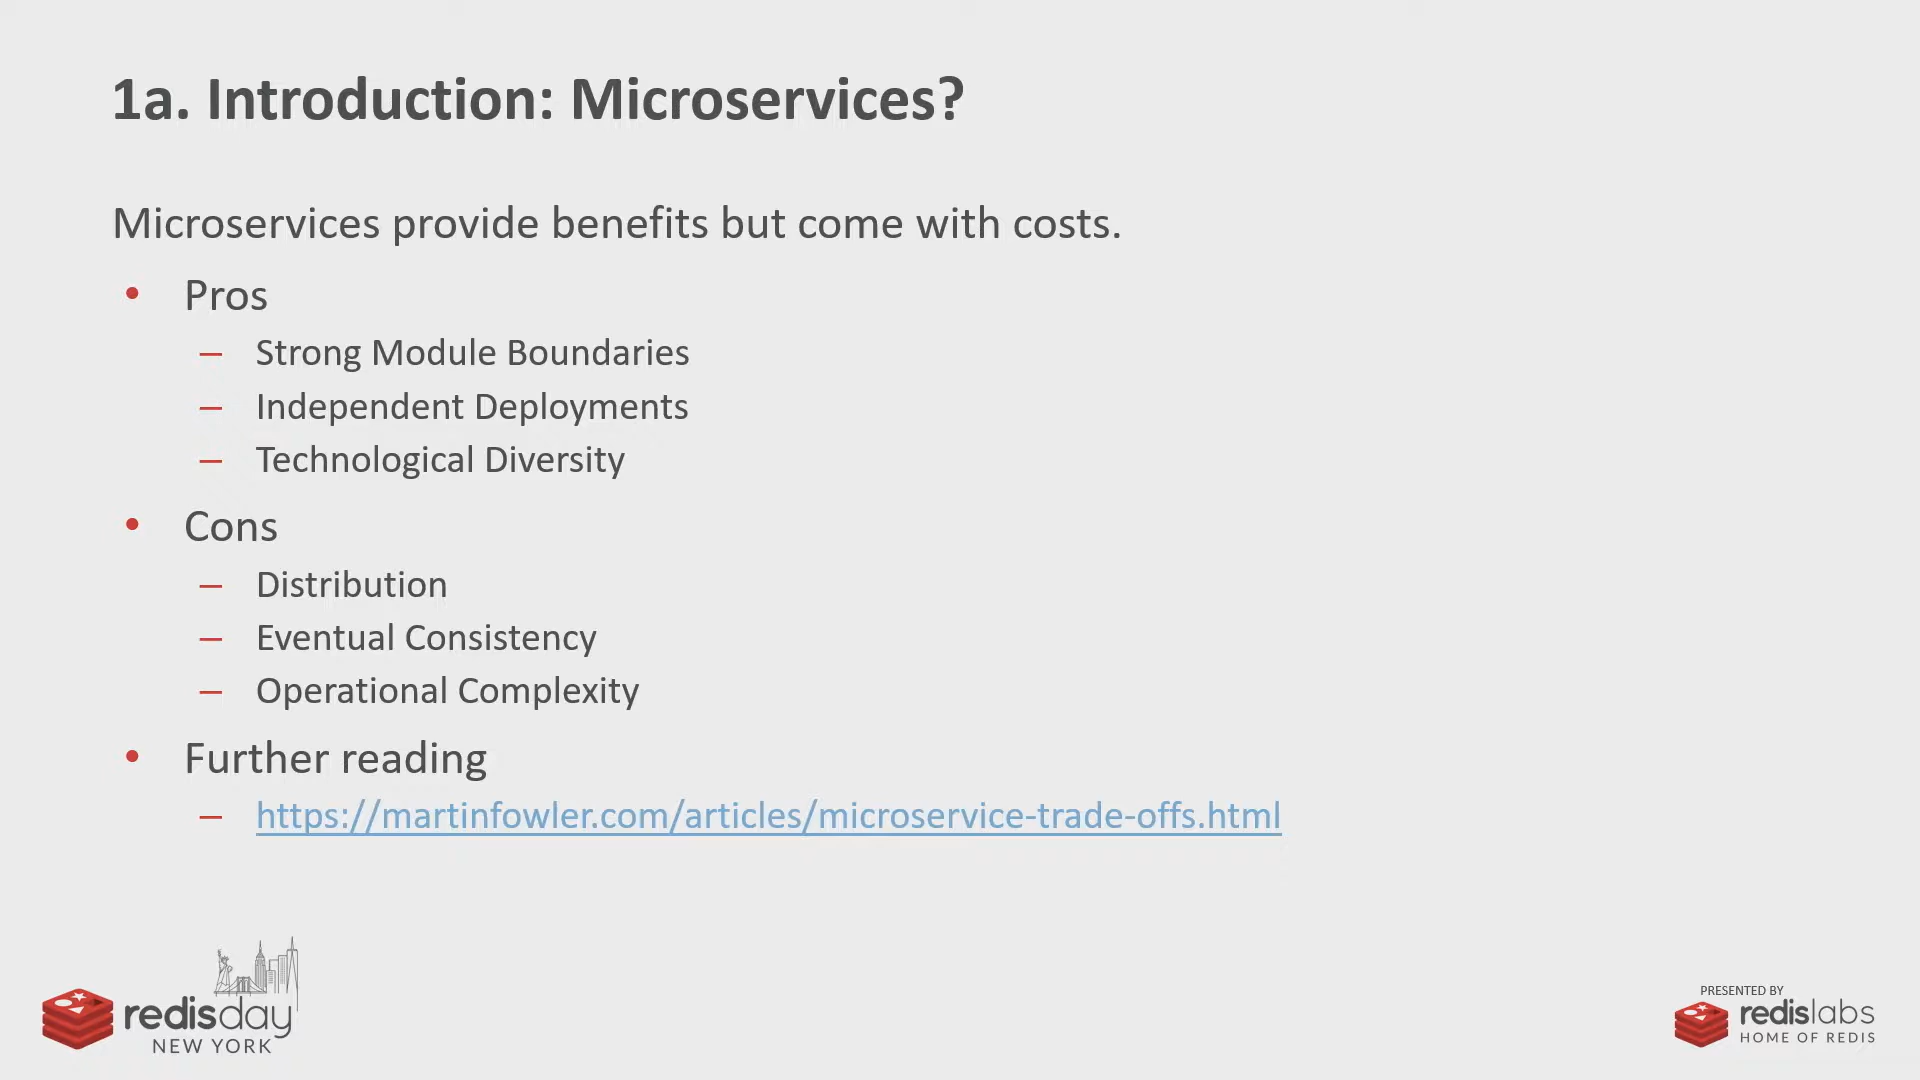 1a. Introduction: Microservices?
Microservices provide benefits but come with costs.
• Pros
– Strong Module Boundaries
– Independent Deployments
– Technological Diversity
• Cons
– Distribution
– Eventual Consistency
– Operational Complexity
• Further reading
– https://martinfowler.com/articles/microservice-trade-offs.html
redisday
NEW YORK
PRESENTED BY
redislabs
HOME OF REDIS